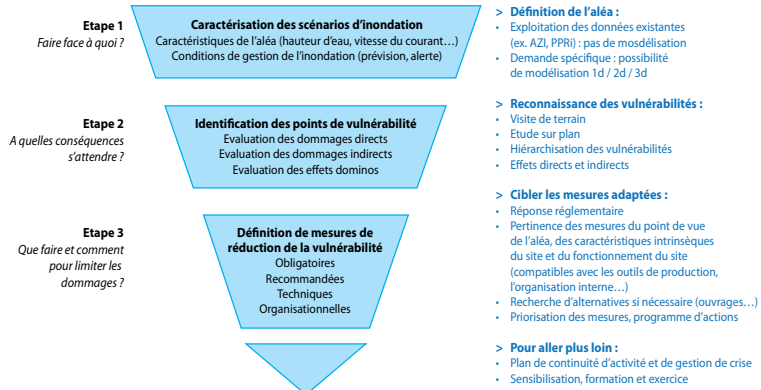 Etape 1
Faire face à quoi ?
Caractérisation des scénarios d'inondation
Caractéristiques de l'aléa (hauteur d'eau, vitesse du courant…)
Conditions de gestion de l'inondation (prévision, alerte)
> Définition de l'aléa :
• Exploitation des données existantes
(ex. AZI, PPRi) : pas de mosdélisation
• Demande spécifique : possibilité
de modélisation 1d / 2d / 3d
Etape 2
A quelles conséquences
s'attendre ?
Identification des points de vulnérabilité
Evaluation des dommages directs
Evaluation des dommages indirects
Evaluation des effets dominos
> Reconnaissance des vulnérabilités :
• Visite de terrain
• Etude sur plan
• Hiérarchisation des vulnérabilités
• Effets directs et indirects
Etape 3
Que faire et comment
pour limiter les
dommages ?
Définition de mesures de
réduction de la vulnérabilité
Obligatoires
Recommandées
Techniques
Organisationnelles
> Cibler les mesures adaptées :
• Réponse réglementaire
• Pertinence des mesures du point de vue
de l'aléa, des caractéristiques intrinsèques
du site et du fonctionnement du site
(compatibles avec les outils de production,
l'organisation interne…)
• Recherche d'alternatives si nécessaire (ouvrages…)
• Priorisation des mesures, programme d'actions
> Pour aller plus loin :
• Plan de continuité d'activité et de gestion de crise
• Sensibilisation, formation et exercice